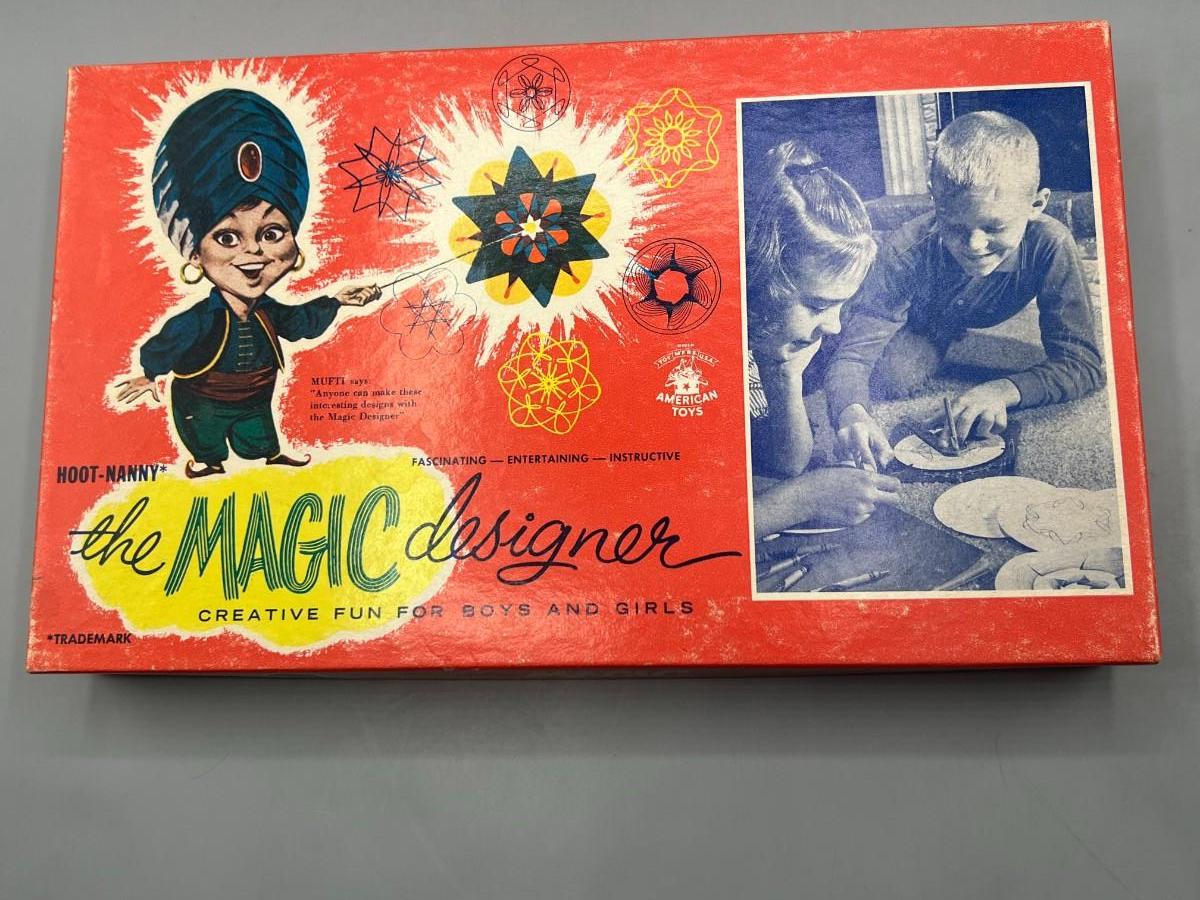 MUFTI says:
"Anyone can make these
interesting designs with
the Magic Designer"
TOY MFRS. U.S.A.
AMERICAN
TOYS
FASCINATING — ENTERTAINING — INSTRUCTIVE
HOOT-NANNY*
the MAGIC designer
CREATIVE FUN FOR BOYS AND GIRLS
*TRADEMARK